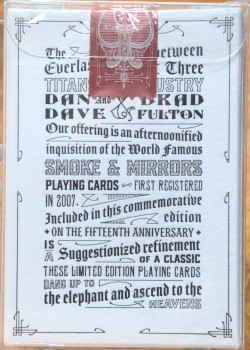 The between
Everlas Three
TITAN USTRY
DAN And BRAD
DAVE & FULTON
Our offering is an afternoonified
inquisition of the World Famous
SMOKE & MIRRORS
PLAYING CARDS FIRST REGISTERED
IN 2007.
Included in this commemorative
edition
ON THE FIFTEENTH ANNIVERSARY
IS A Suggestionized refinement
OF A CLASSIC
THESE LIMITED EDITION PLAYING CARDS
BANG UP TO
the elephant and ascend to the
HEAVENS